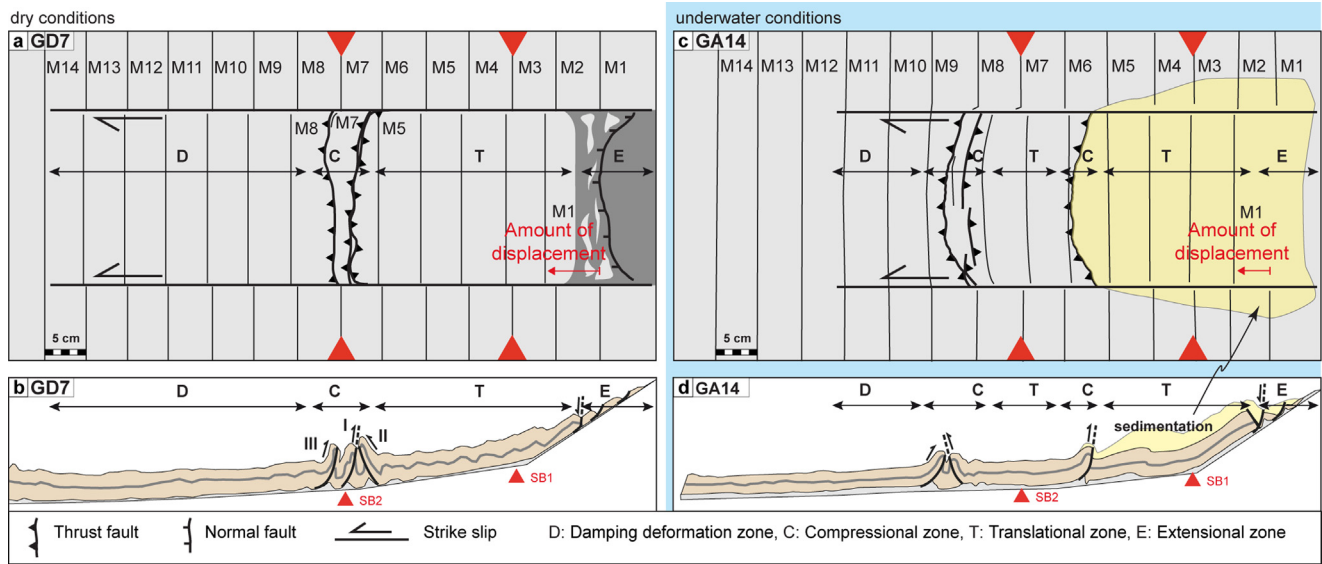 dry conditions
underwater conditions
a GD7
M14 M13 M12 M11 M10 M9 M8 M7 M6 M5 M4 M3 M2 M1
M8 M7 M5
D C T E
M1
Amount of
displacement
5 cm
c GA14
M14 M13 M12 M11 M10 M9 M8 M7 M6 M5 M4 M3 M2 M1
D C T C T E
M1
Amount of
displacement
5 cm
b GD7
D C T E
III I II
SB2 SB1
d GA14
D C T C T E
sedimentation
SB2 SB1
Thrust fault Normal fault Strike slip D: Damping deformation zone, C: Compressional zone, T: Translational zone, E: Extensional zone